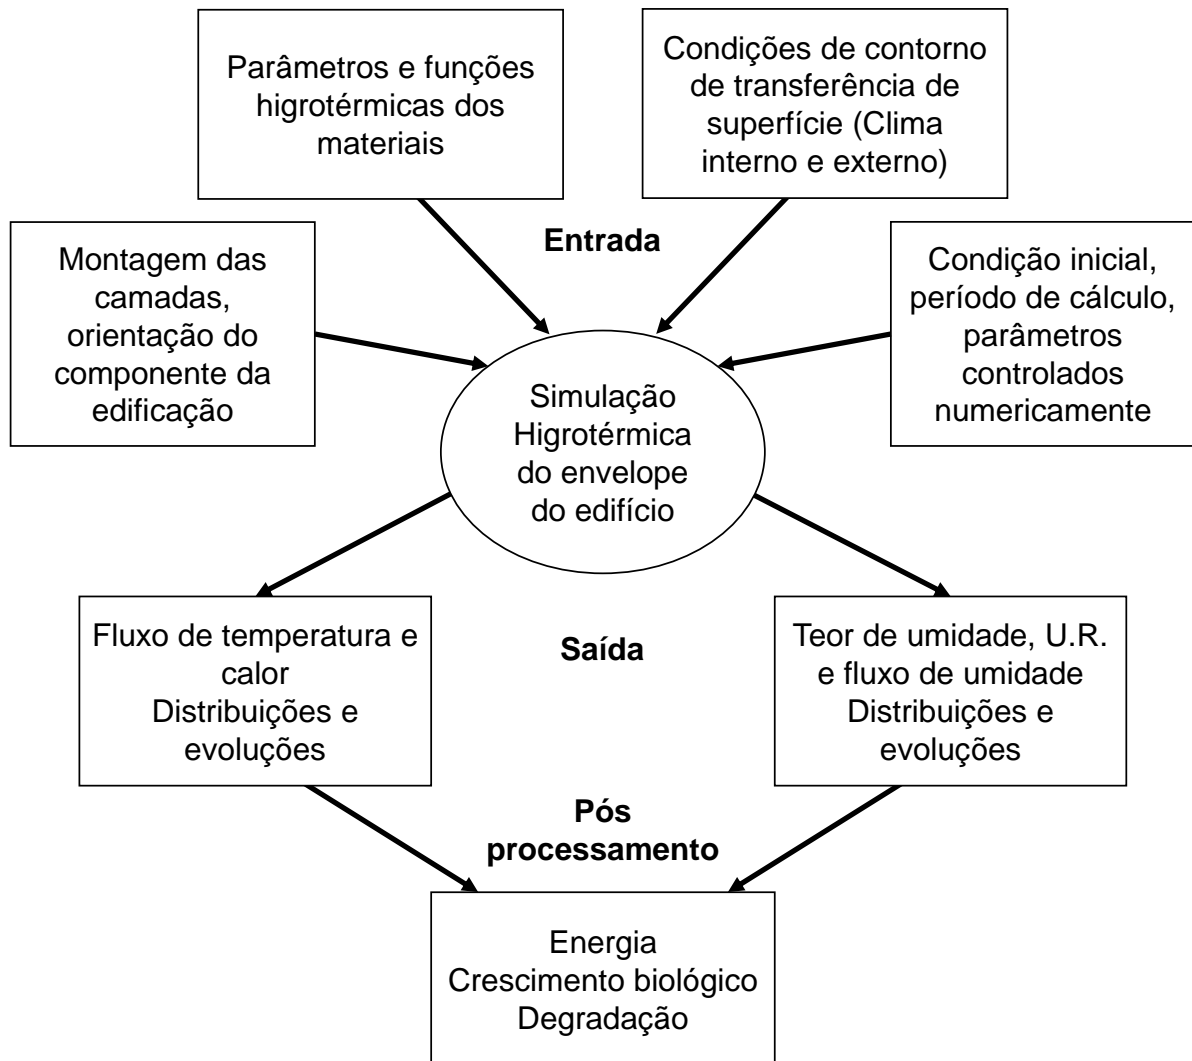 Parâmetros e funções
higrotérmicas dos
materiais
Condições de contorno
de transferência de
superfície (Clima
interno e externo)
Entrada
Montagem das
camadas,
orientação do
componente da
edificação
Condição inicial,
período de cálculo,
parâmetros
controlados
numericamente
Simulação
Higrotérmica
do envelope
do edifício
Fluxo de temperatura e
calor
Distribuições e
evoluções
Saída
Teor de umidade, U.R.
e fluxo de umidade
Distribuições e
evoluções
Pós
processamento
Energia
Crescimento biológico
Degradação